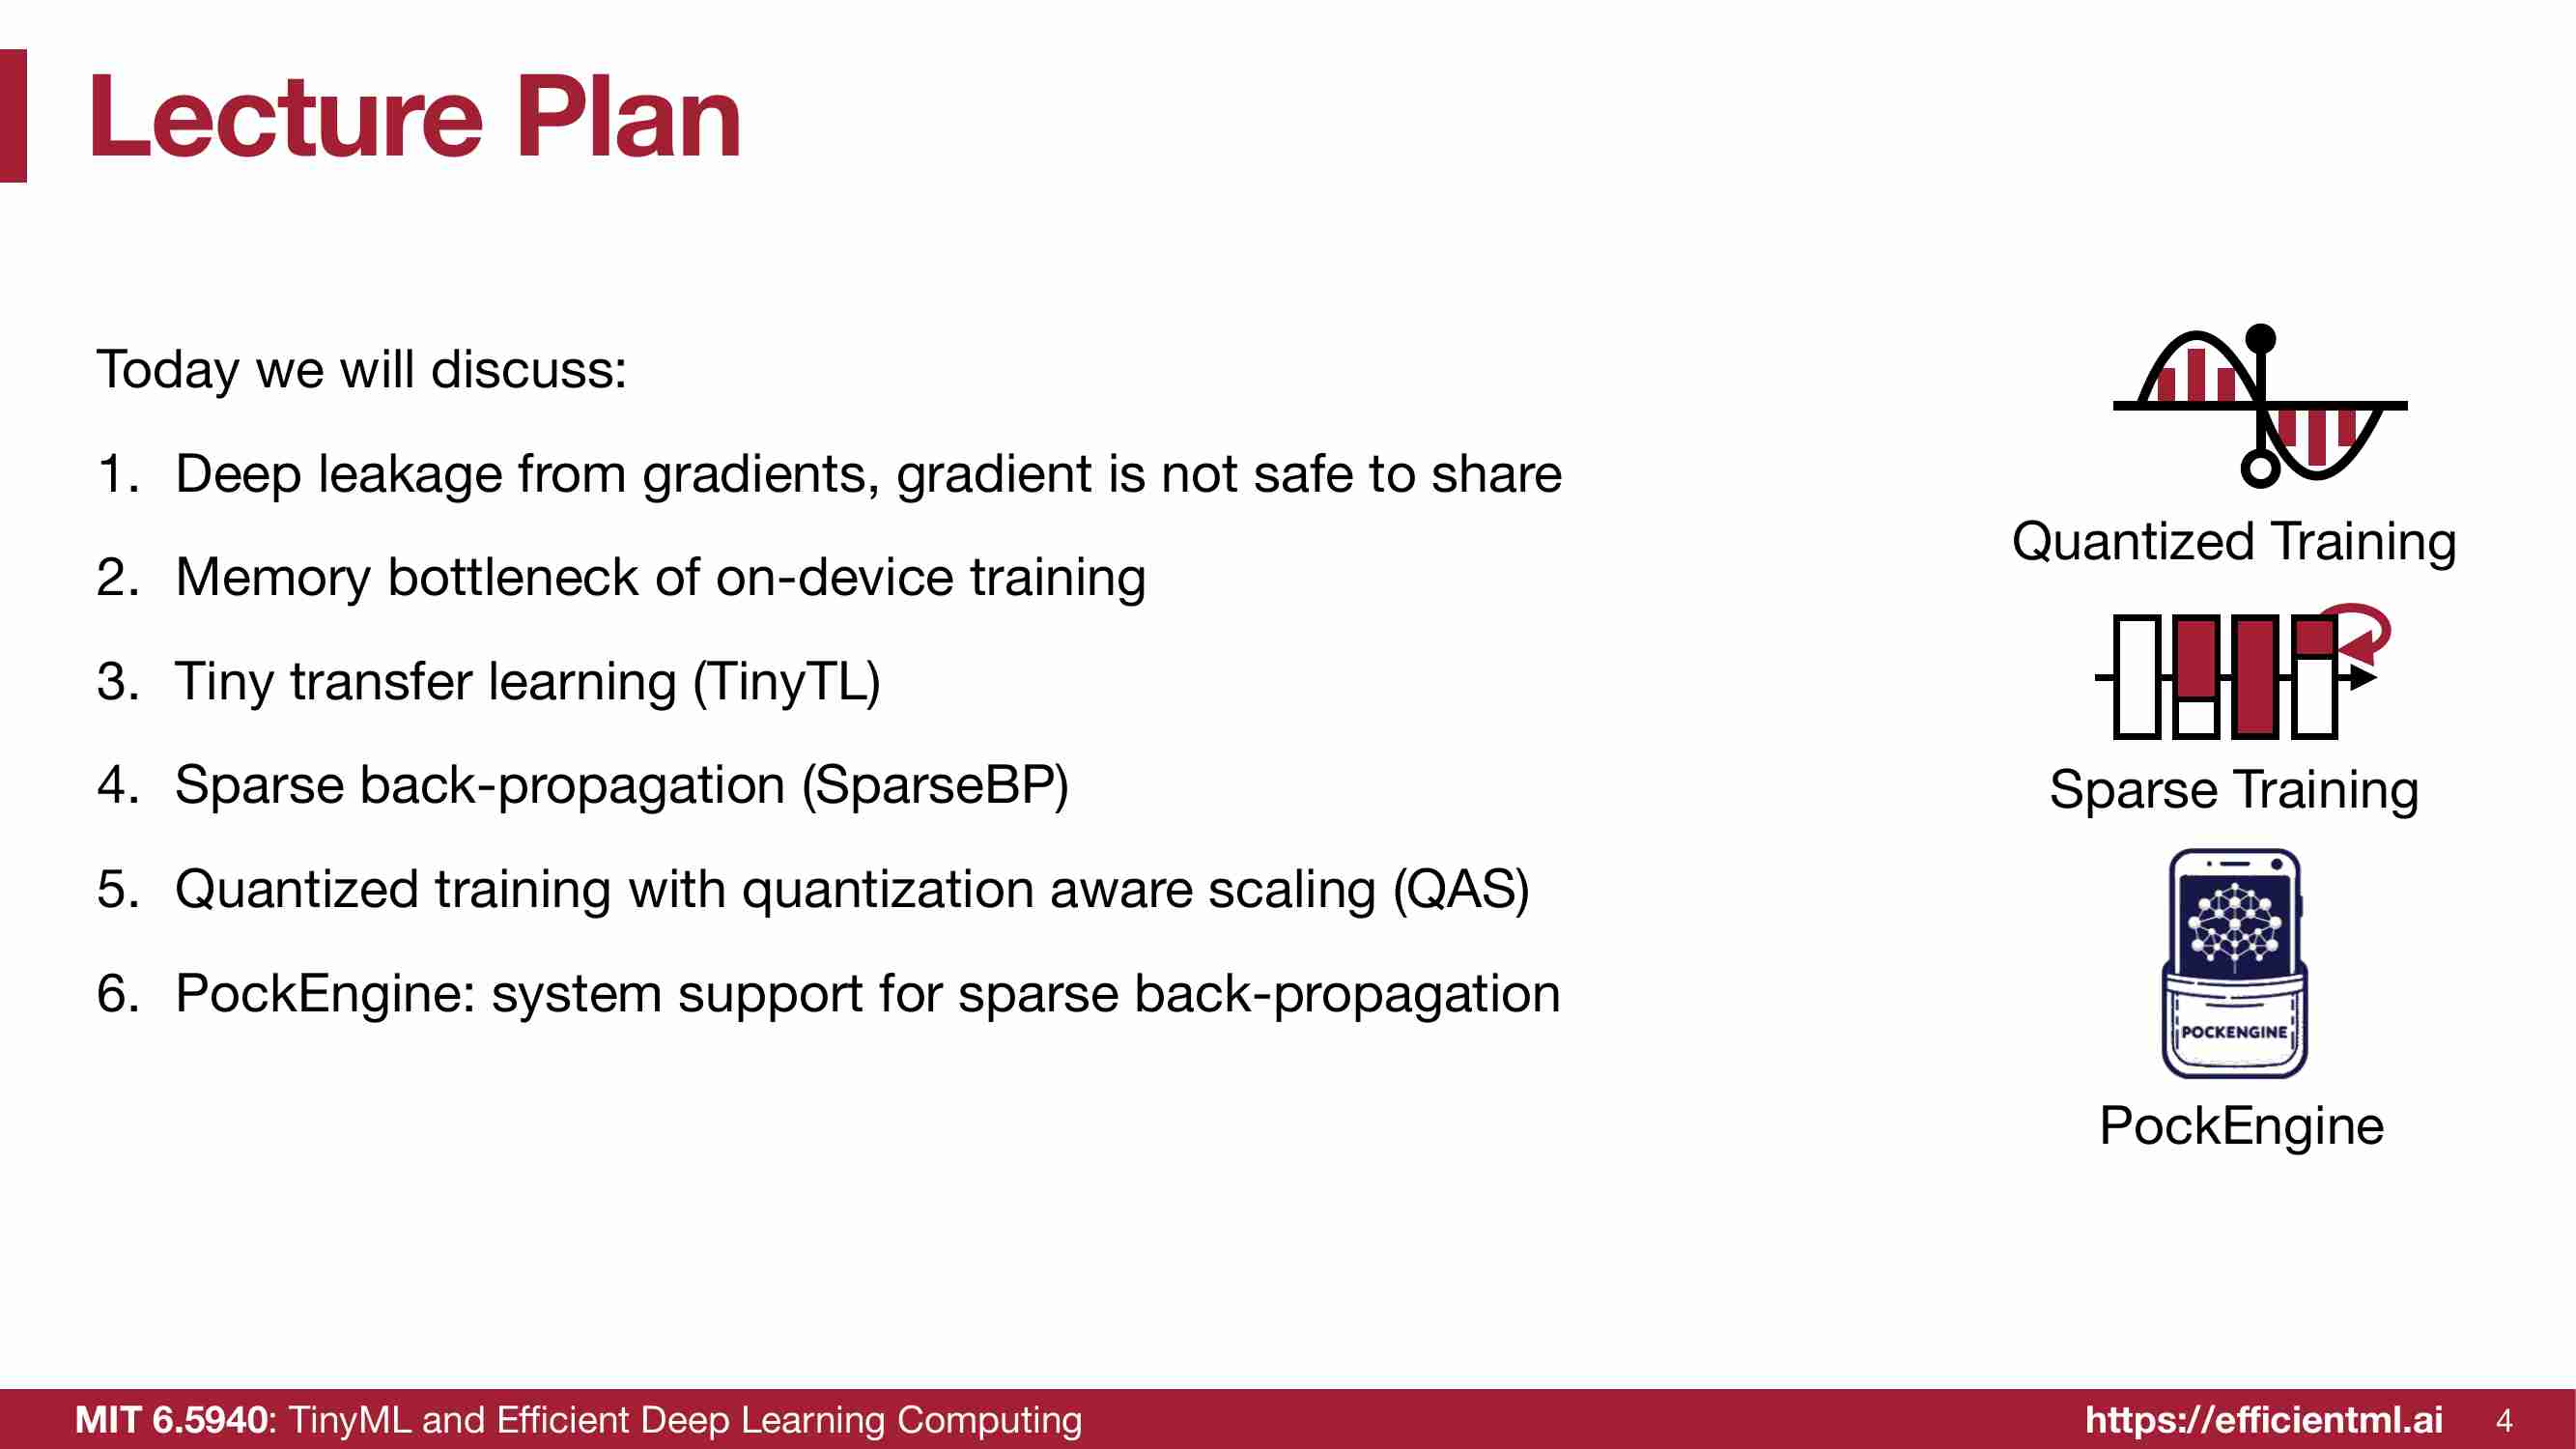 Lecture Plan
Today we will discuss:
1. Deep leakage from gradients, gradient is not safe to share
2. Memory bottleneck of on-device training
3. Tiny transfer learning (TinyTL)
4. Sparse back-propagation (SparseBP)
5. Quantized training with quantization aware scaling (QAS)
6. PockEngine: system support for sparse back-propagation
Quantized Training
Sparse Training
POCKENGINE
PockEngine
MIT 6.5940: TinyML and Efficient Deep Learning Computing
https://efficientml.ai
4